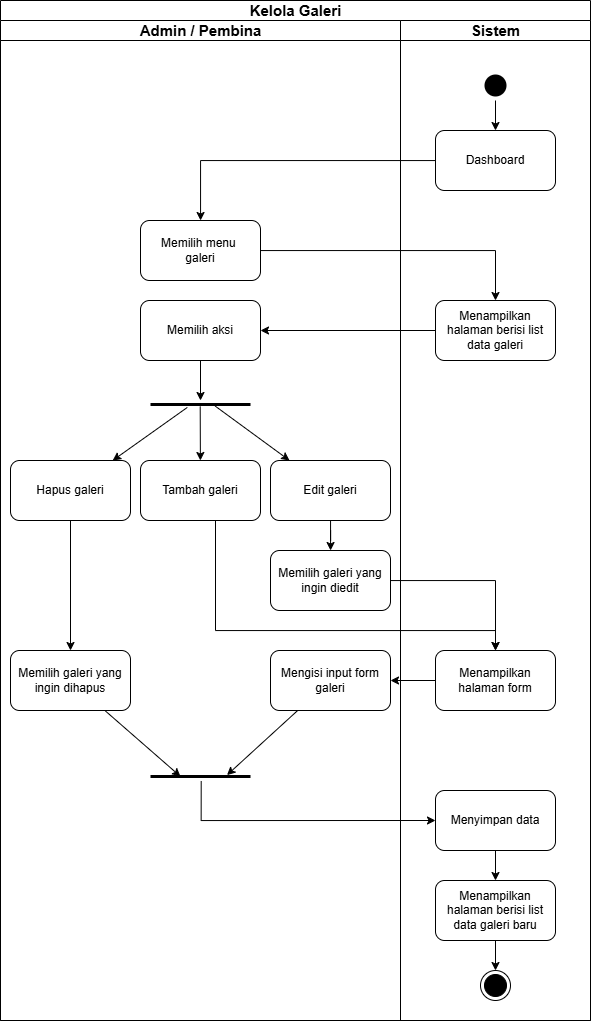 Kelola Galeri
Admin / Pembina
Sistem
Dashboard
Memilih menu
galeri
Menampilkan
halaman berisi list
data galeri
Memilih aksi
Hapus galeri
Tambah galeri
Edit galeri
Memilih galeri yang
ingin diedit
Memilih galeri yang
ingin dihapus
Mengisi input form
galeri
Menampilkan
halaman form
Menyimpan data
Menampilkan
halaman berisi list
data galeri baru